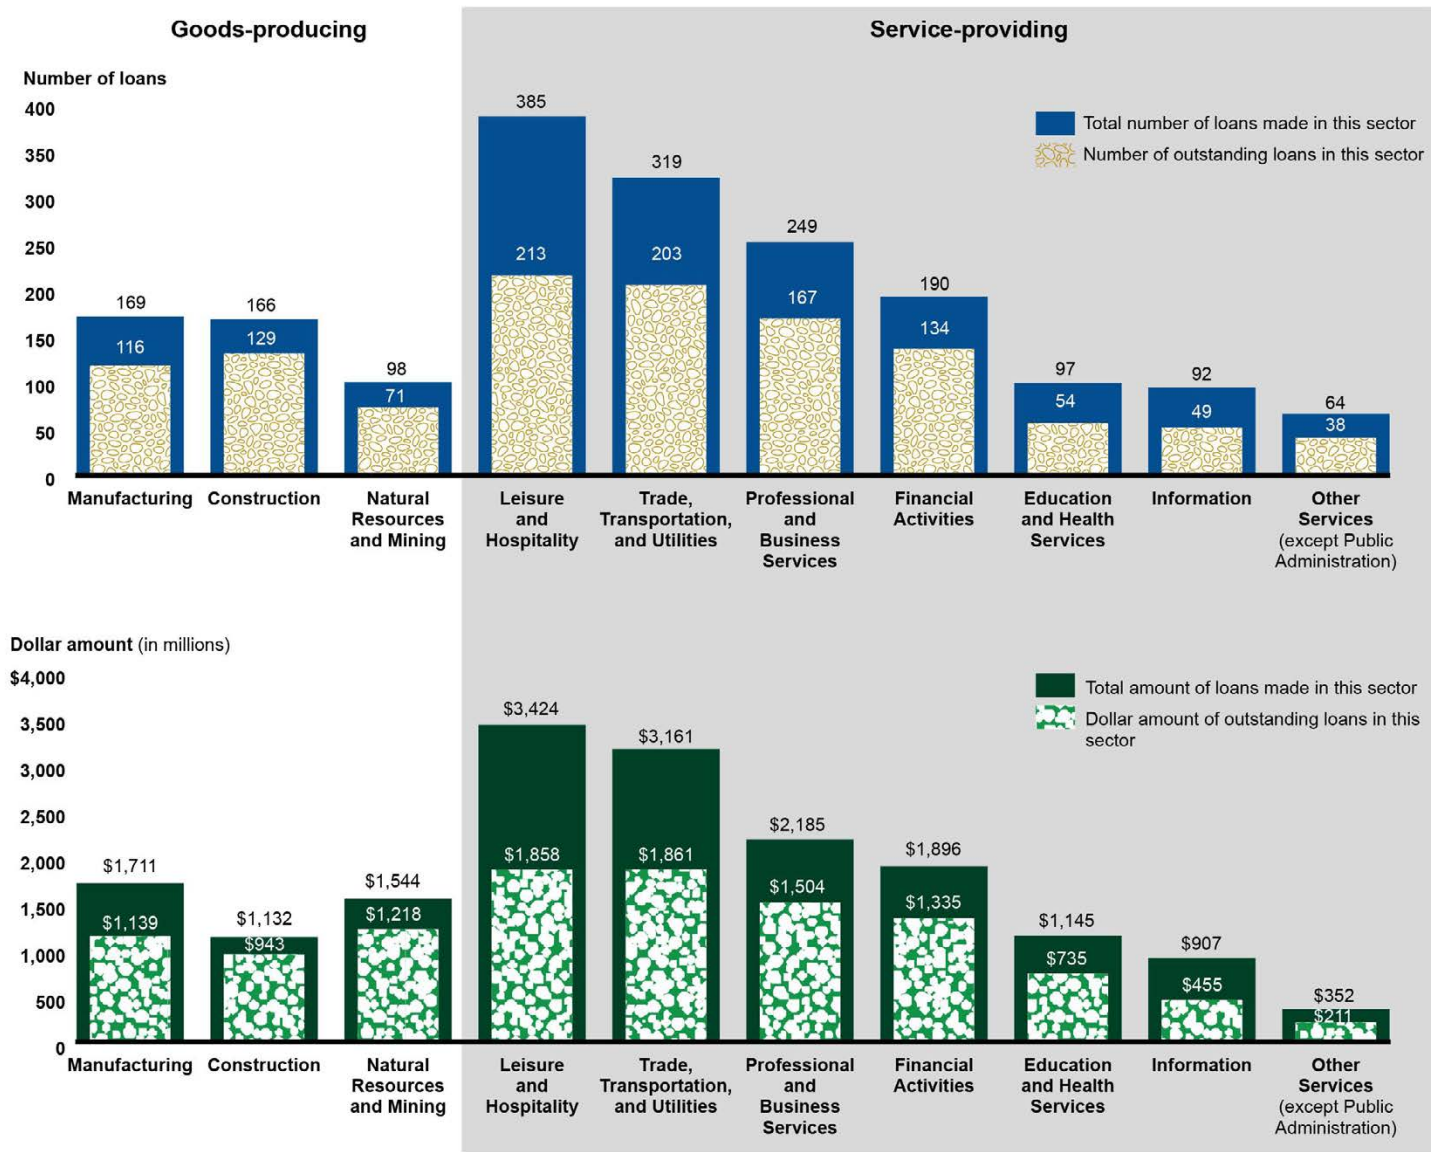 Goods-producing
Service-providing
Number of loans
Total number of loans made in this sector
Number of outstanding loans in this sector
400
350
300
250
200
150
100
50
0
169
116
166
129
98
71
385
213
319
203
249
167
190
134
97
54
92
49
64
38
Manufacturing
Construction
Natural
Resources
and Mining
Leisure
and
Hospitality
Trade,
Transportation,
and Utilities
Professional
and
Business
Services
Financial
Activities
Education
and Health
Services
Information
Other
Services
(except Public
Administration)
Dollar amount (in millions)
Total amount of loans made in this sector
Dollar amount of outstanding loans in this
sector
$4,000
3,500
3,000
2,500
2,000
1,500
1,000
500
0
$1,711
$1,139
$1,132
$943
$1,544
$1,218
$3,424
$1,858
$3,161
$1,861
$2,185
$1,504
$1,896
$1,335
$1,145
$735
$907
$455
$352
$211
Manufacturing
Construction
Natural
Resources
and Mining
Leisure
and
Hospitality
Trade,
Transportation,
and Utilities
Professional
and
Business
Services
Financial
Activities
Education
and Health
Services
Information
Other
Services
(except Public
Administration)